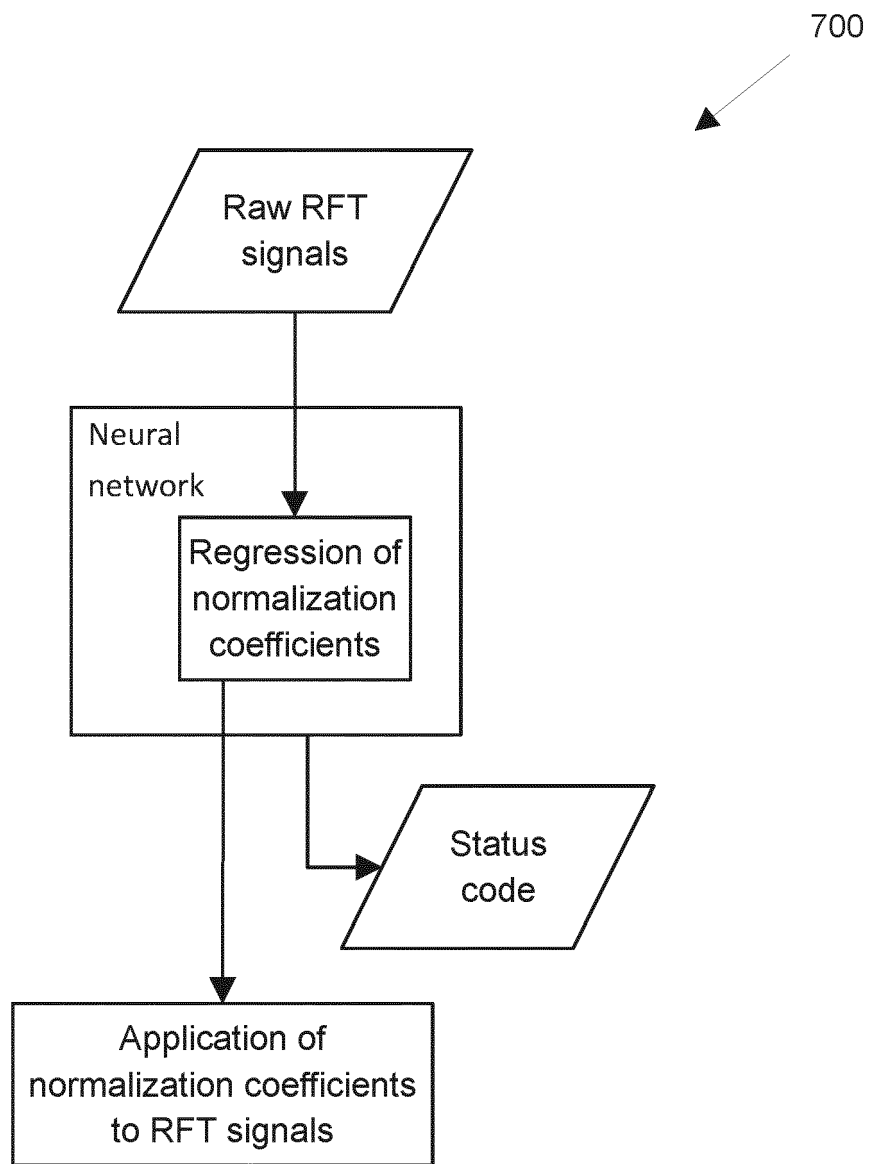 700
Raw RFT
signals
Neural
network
Regression of
normalization
coefficients
Status
code
Application of
normalization coefficients
to RFT signals